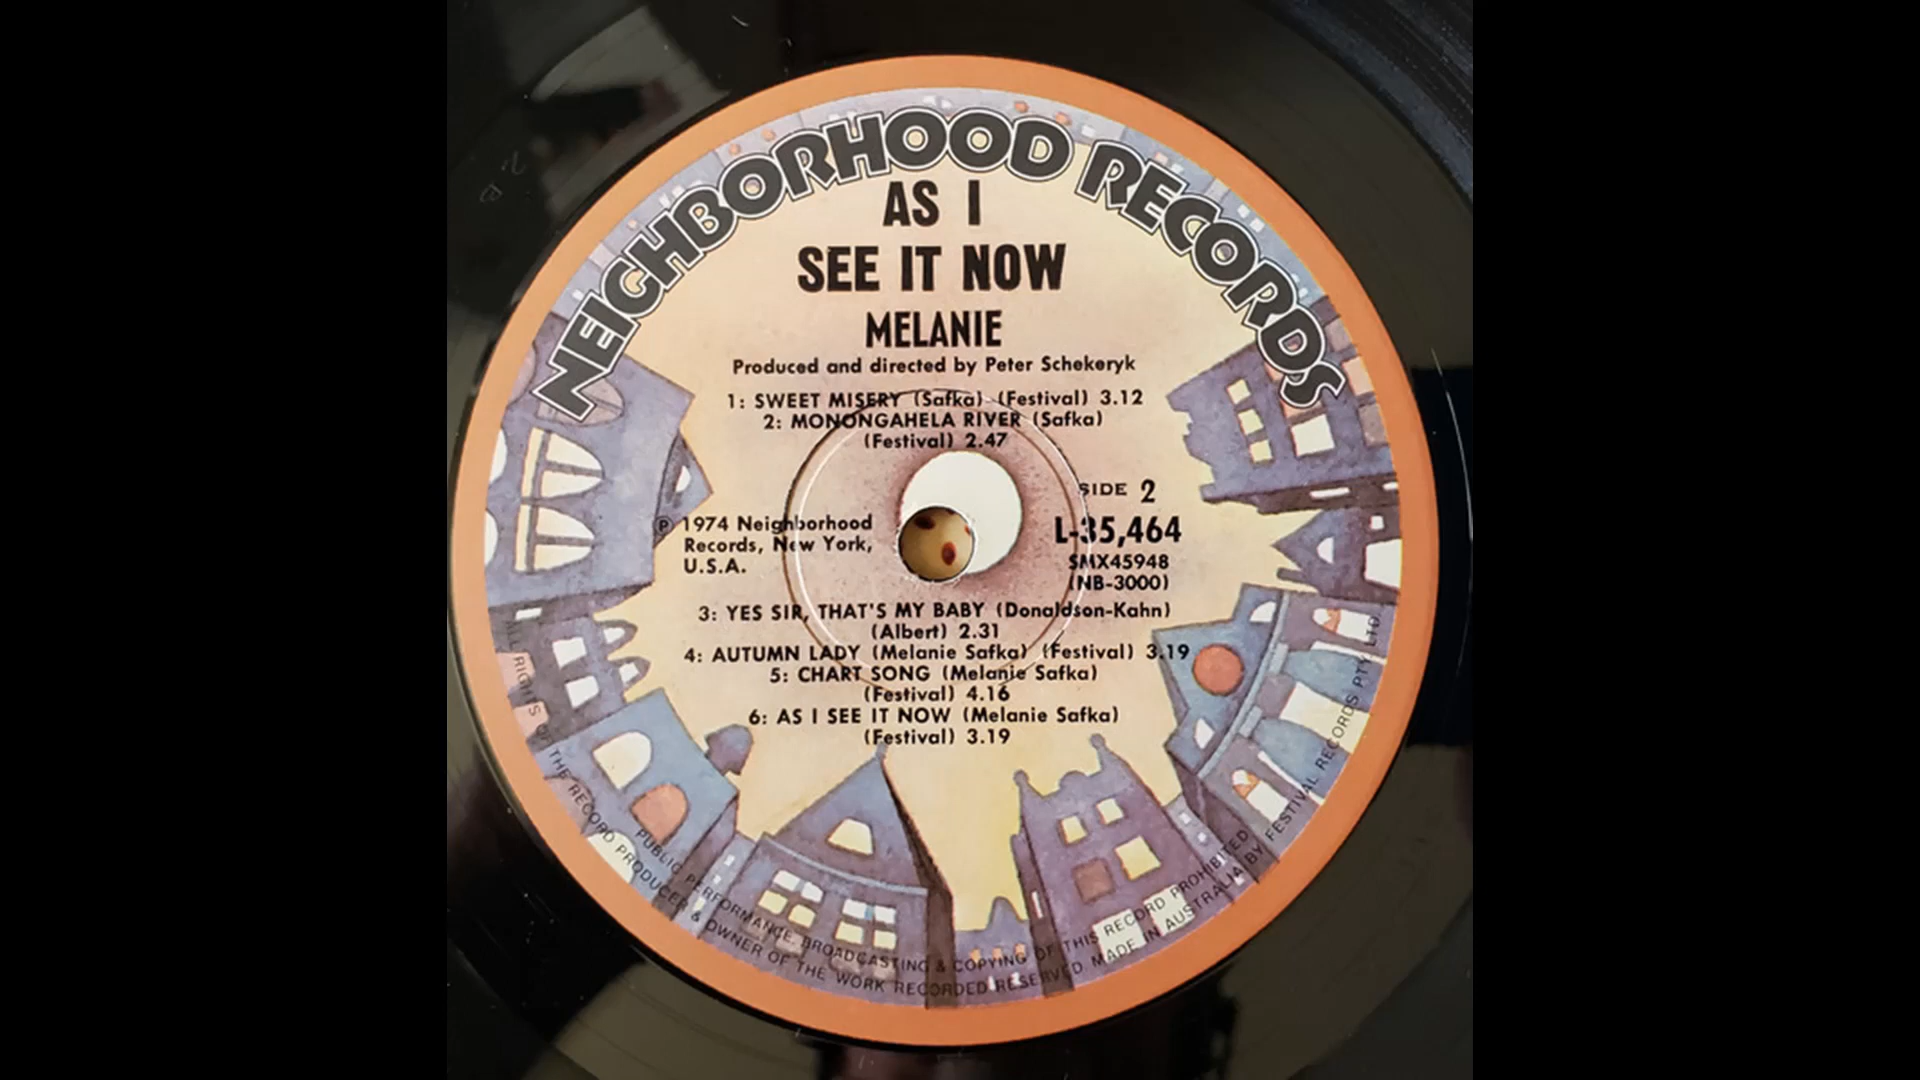 NEIGHBORHOOD RECORDS
AS I
SEE IT NOW
MELANIE
Produced and directed by Peter Schekeryk
1: SWEET MISERY (Safka) (Festival) 3.12
2: MONONGAHELA RIVER (Safka)
(Festival) 2.47
SIDE 2
L-35,464
SMX45948
(NB-3000)
℗ 1974 Neighborhood
Records, New York,
U.S.A.
3: YES SIR, THAT'S MY BABY (Donaldson-Kahn)
(Albert) 2.31
4: AUTUMN LADY (Melanie Safka) (Festival) 3.19
5: CHART SONG (Melanie Safka)
(Festival) 4.16
6: AS I SEE IT NOW (Melanie Safka)
(Festival) 3.19
PUBLIC PERFORMANCE, BROADCASTING & COPYING OF THIS RECORD PROHIBITED
ALL RIGHTS OF THE RECORD PRODUCER & OWNER OF THE WORK RECORDED RESERVED MADE IN AUSTRALIA BY FESTIVAL RECORDS PTY. LTD